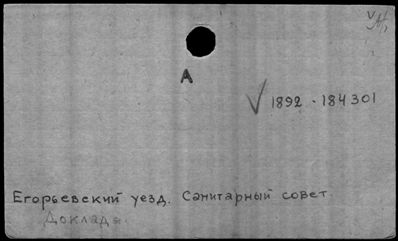 А
1892 - 184301
Егорьевский уезд. Санитарный совет.
Доклады.